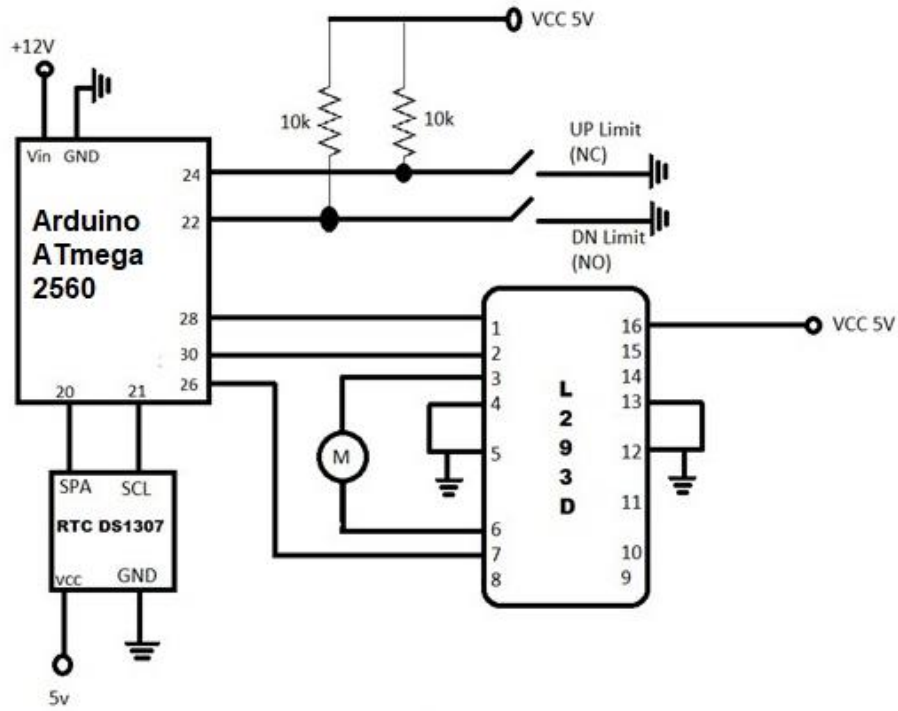 VCC 5V
+12V
10k
10k
UP Limit
(NC)
Vin GND
24
Arduino
ATmega
2560
22
DN Limit
(NO)
28
30
26
20
21
1
2
3
4
5
6
7
8
L
2
9
3
D
16
15
14
13
12
11
10
9
VCC 5V
M
SPA
SCL
RTC DS1307
VCC
GND
5v